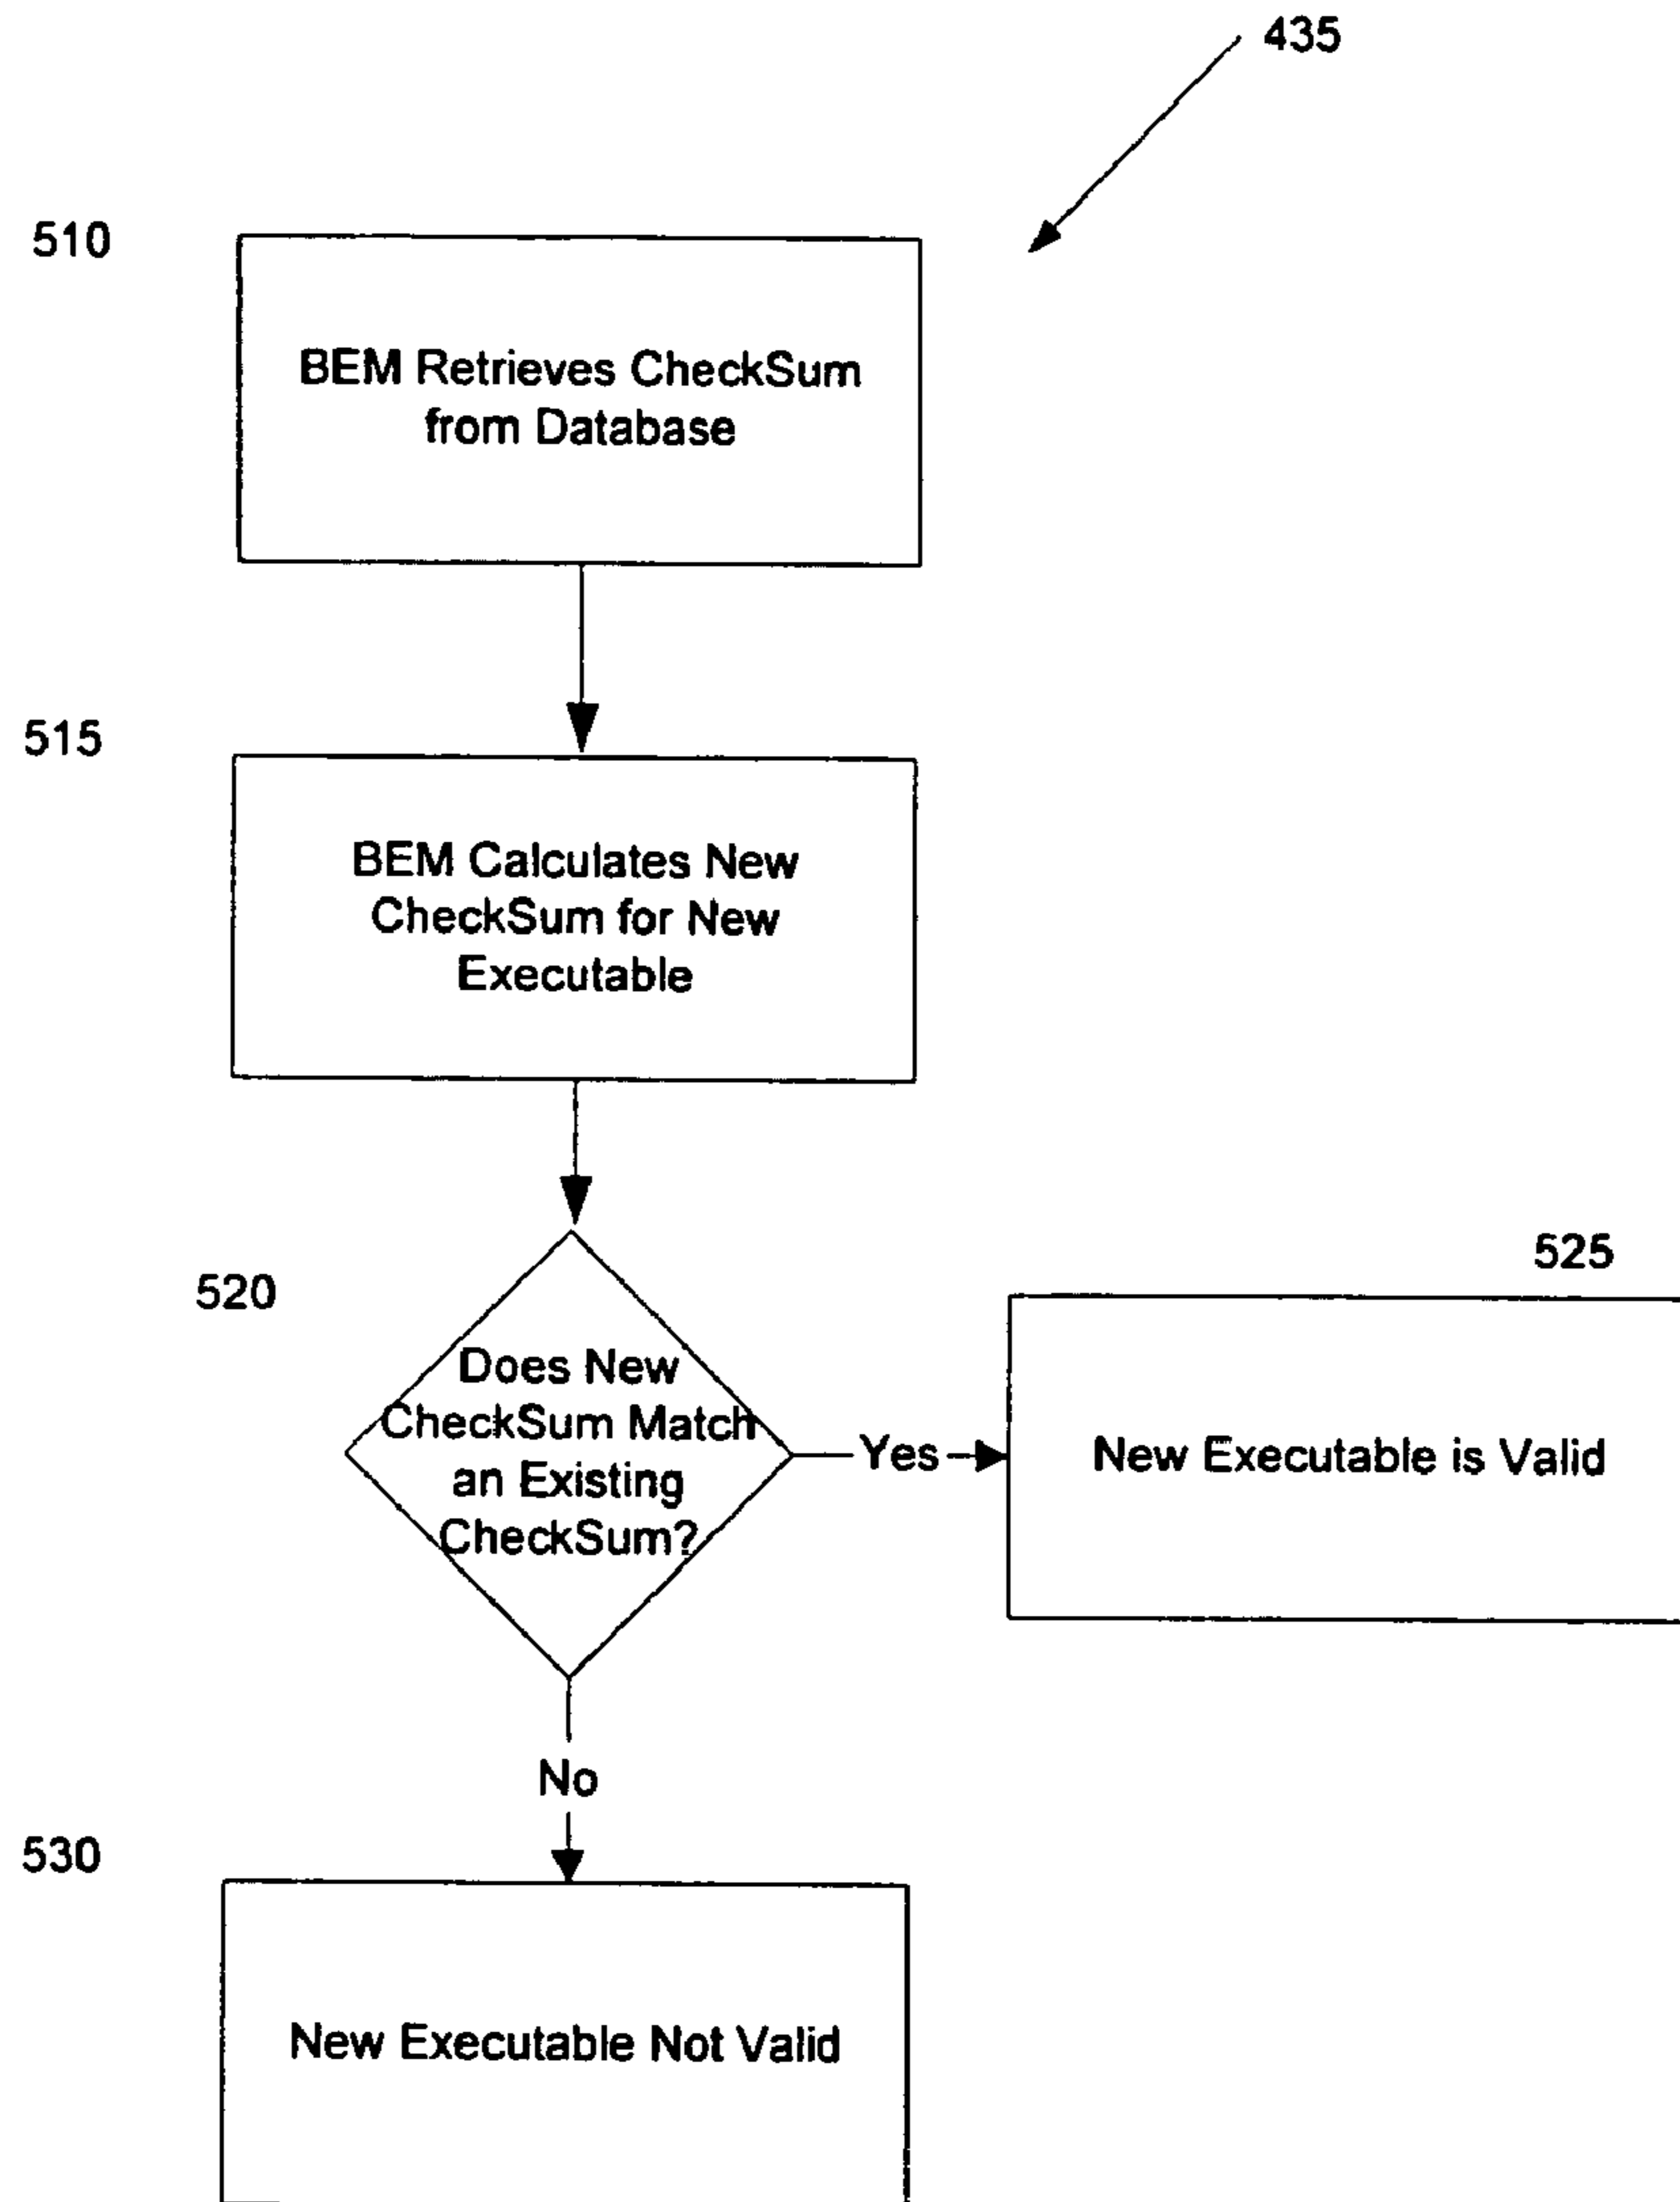 435
510
BEM Retrieves CheckSum
from Database
515
BEM Calculates New
CheckSum for New
Executable
520
Does New
CheckSum Match
an Existing
CheckSum?
Yes
525
New Executable is Valid
No
530
New Executable Not Valid